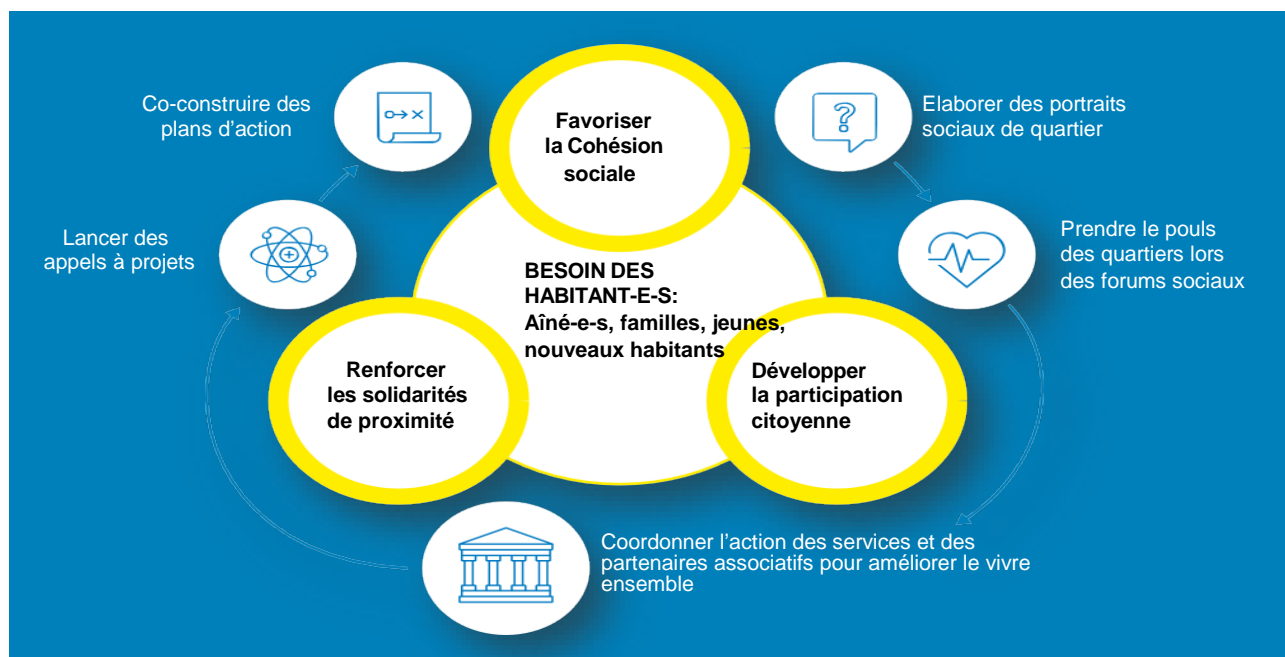 Co-construire des
plans d'action
Favoriser
la Cohésion
sociale
?
Elaborer des portraits
sociaux de quartier
Lancer des
appels à projets
Prendre le pouls
des quartiers lors
des forums sociaux
BESOIN DES
HABITANT-E-S:
Aîné-e-s, familles, jeunes,
nouveaux habitants
Renforcer
les solidarités
de proximité
Développer
la participation
citoyenne
Coordonner l'action des services et des
partenaires associatifs pour améliorer le vivre
ensemble